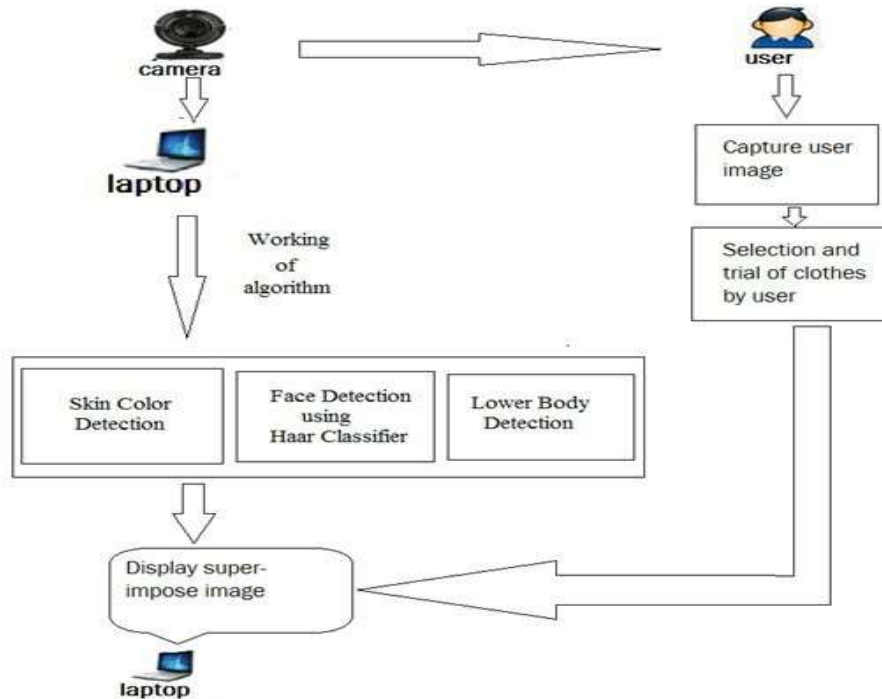 camera
user
laptop
Capture user
image
Working
of
algorithm
Selection and
trial of clothes
by user
Skin Color
Detection
Face Detection
using
Haar Classifier
Lower Body
Detection
Display super-
impose image
laptop